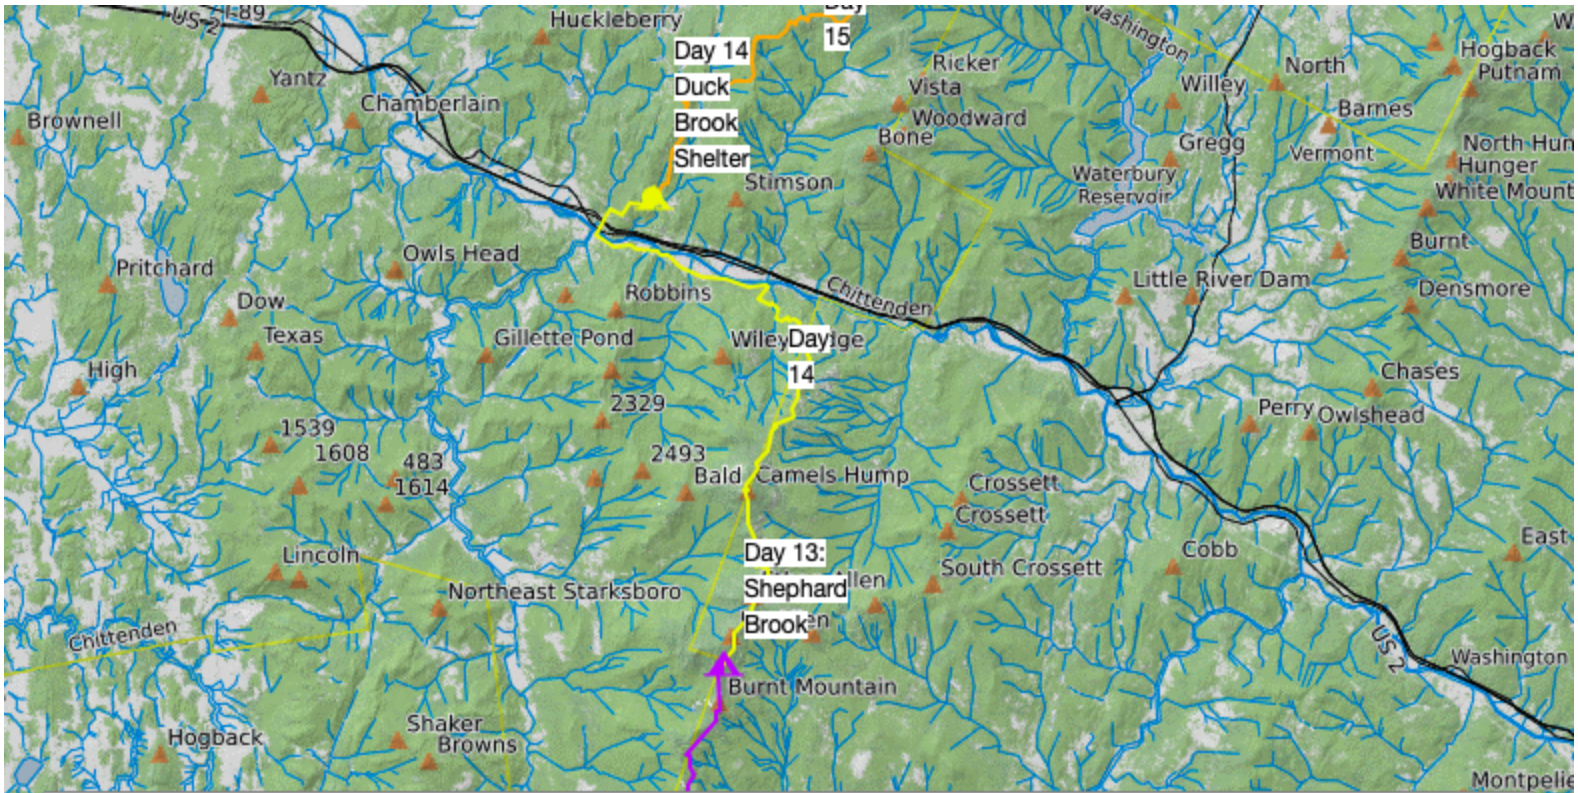 US 2
I-89
Huckleberry
Day
15
Washington
Day 14
Duck
Brook
Shelter
Yantz
Chamberlain
Brownell
Ricker
Vista
Woodward
Bone
Willey
North
Hogback
Putnam
Barnes
Gregg
Vermont
North Hun
Hunger
White Mount
Waterbury
Reservoir
Stimson
Burnt
Owls Head
Pritchard
Little River Dam
Densmore
Dow
Robbins
Chittenden
Texas
Gillette Pond
Wiley
Day
14
High
Chases
2329
Perry
Owlshead
1539
1608
483
1614
2493
Bald
Camels Hump
Crossett
Crossett
East
Day 13:
Shephard
Brook
Lincoln
Cobb
South Crossett
Northeast Starksboro
Chittenden
US 2
Washington
Burnt Mountain
Shaker
Browns
Hogback
Montpelie